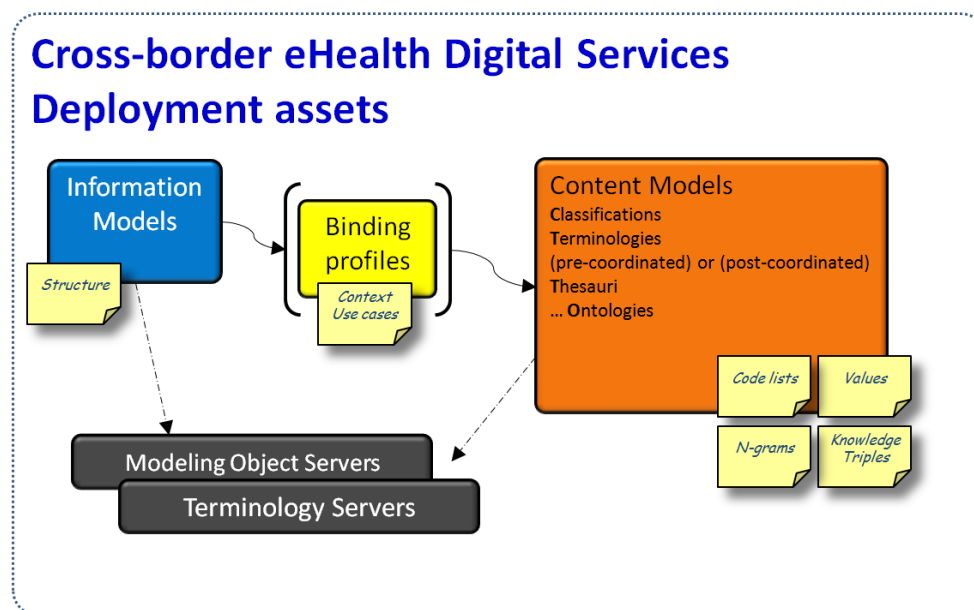 Cross-border eHealth Digital Services
Deployment assets
Information
Models
Structure
Binding
profiles
Context
Use cases
Content Models
Classifications
Terminologies
(pre-coordinated) or (post-coordinated)
Thesauri
... Ontologies
Code lists
Values
N-grams
Knowledge
Triples
Modeling Object Servers
Terminology Servers